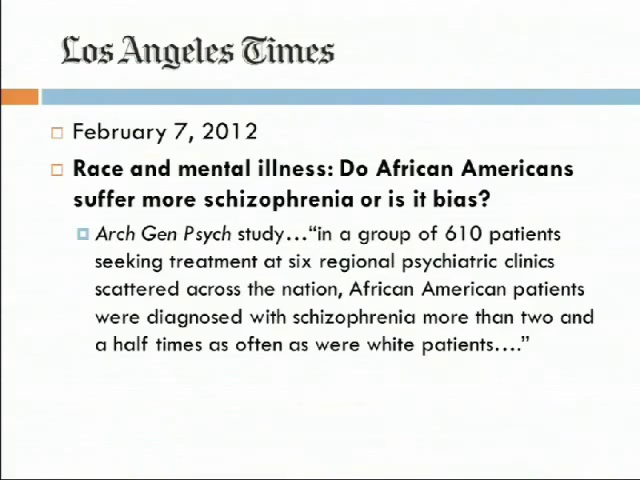 Los Angeles Times
February 7, 2012
Race and mental illness: Do African Americans
suffer more schizophrenia or is it bias?
Arch Gen Psych study…“in a group of 610 patients
seeking treatment at six regional psychiatric clinics
scattered across the nation, African American patients
were diagnosed with schizophrenia more than two and
a half times as often as were white patients….”